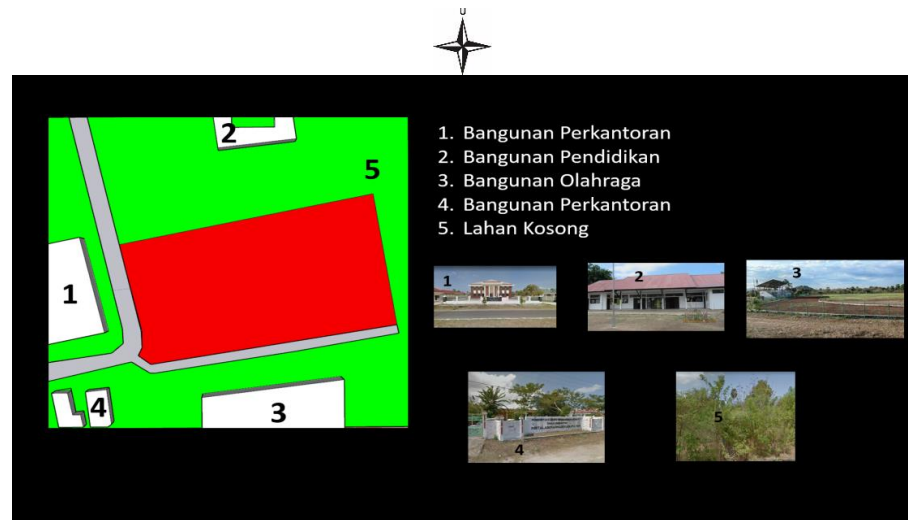 U
2
5
1
4
3
1. Bangunan Perkantoran
2. Bangunan Pendidikan
3. Bangunan Olahraga
4. Bangunan Perkantoran
5. Lahan Kosong
1
2
3
4
5